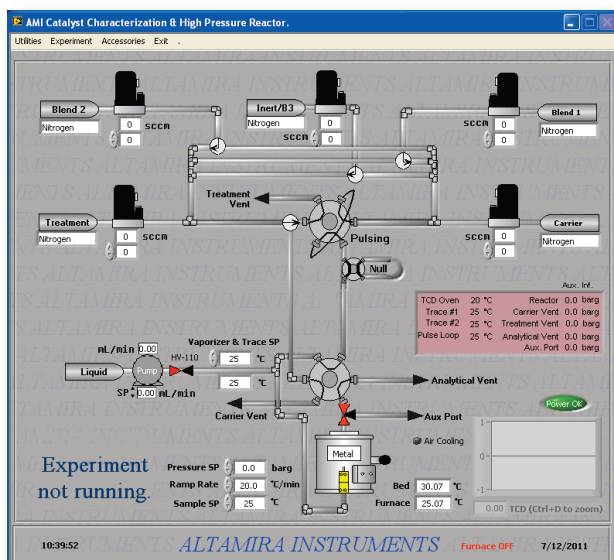 AMI Catalyst Characterization & High Pressure Reactor.
Utilities Experiment Accessories Exit .
Blend 2
Nitrogen
0 sccm
0
Inert/B3
Nitrogen
0 sccm
0
Blend 1
Nitrogen
0 sccm
0
Treatment
Nitrogen
0 sccm
0
Treatment
Vent
Pulsing
Carrier
Nitrogen
0 sccm
0
Null
Aux. Inf.
TCD Oven 20 °C Reactor 0.0 barg
Trace #1 25 °C Carrier Vent 0.0 barg
Trace #2 25 °C Treatment Vent 0.0 barg
Pulse Loop 25 °C Analytical Vent 0.0 barg
Aux. Port 0.0 barg
mL/min 0.00
Liquid
Pump
HV-110
SP 0.00 mL/min
Vaporizer & Trace SP
25 °C
25 °C
Analytical Vent
Carrier Vent
Aux Port
Power OK
Air Cooling
Metal
1
0
-1
0.00 TCD (Ctrl+D to zoom)
Experiment
not running.
Pressure SP 0.0 barg
Ramp Rate 20.0 °C/min
Sample SP 25 °C
Bed 30.07 °C
Furnace 25.07 °C
10:39:52 ALTAMIRA INSTRUMENTS Furnace OFF 7/12/2011